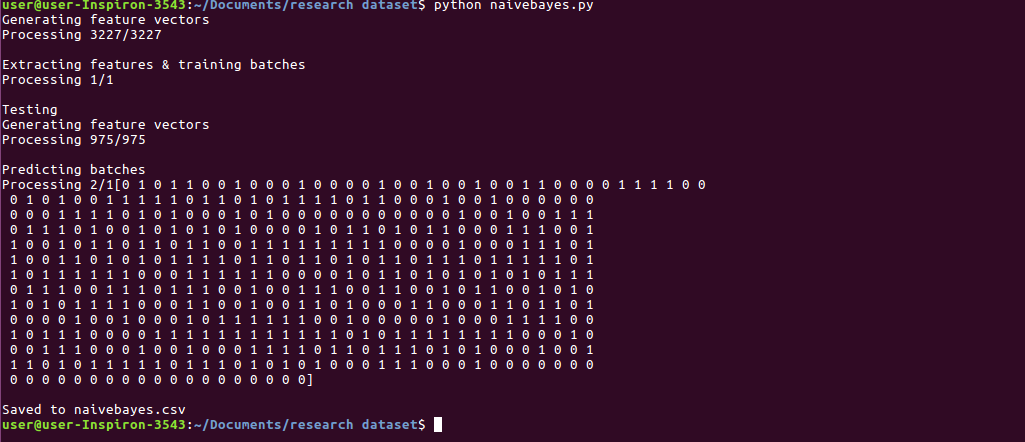 user@user-Inspiron-3543:~/Documents/research dataset$ python naivebayes.py
Generating feature vectors
Processing 3227/3227
Extracting features & training batches
Processing 1/1
Testing
Generating feature vectors
Processing 975/975
Predicting batches
Processing 2/1[0 1 0 1 1 0 0 1 0 0 0 1 0 0 0 0 1 0 0 1 0 0 1 0 0 1 1 0 0 0 0 1 1 1 1 0 0
0 1 0 1 0 0 1 1 1 1 1 0 1 1 0 1 0 1 1 1 1 0 1 1 0 0 0 1 0 0 1 0 0 0 0 0 0
0 0 0 1 1 1 1 0 1 0 1 0 0 0 1 0 1 0 0 0 0 0 0 0 0 0 0 0 1 0 0 1 0 0 1 1 1
0 1 1 1 0 1 0 0 1 0 1 0 0 0 0 1 0 1 1 1 0 1 1 0 1 0 1 1 0 0 0 1 1 1 0 0 1
1 0 0 1 0 1 1 0 1 1 0 1 1 0 0 1 1 1 1 1 1 1 1 1 0 0 0 0 1 0 0 0 1 1 1 0 1
1 0 0 1 1 0 1 0 1 1 1 1 0 1 0 1 1 0 0 0 1 0 1 1 0 1 1 1 1 1 0 0 1 1 1 0 1
1 0 1 1 1 1 1 1 0 0 0 1 1 1 1 1 1 0 0 0 0 1 0 1 1 0 1 0 1 0 1 0 1 0 1 1 1
0 1 1 1 0 0 1 1 1 0 1 1 1 0 0 1 0 0 1 1 0 0 0 1 0 1 1 0 0 1 0 1 1 0 0 1 0 1 0
1 0 1 0 1 1 1 1 0 0 0 1 1 0 0 1 0 0 1 1 0 1 0 0 0 1 1 0 0 0 1 1 0 1 1 0 1
0 0 0 0 1 0 0 1 0 0 0 1 0 1 1 1 1 1 1 0 0 1 0 0 0 0 0 1 0 0 0 1 1 1 1 0 0
1 0 1 1 1 0 0 0 0 1 1 1 1 1 1 1 1 1 1 1 1 0 1 0 1 1 1 1 1 1 1 1 1 0 0 0 1 0
0 0 1 1 1 0 0 0 1 0 0 1 0 0 0 1 1 1 1 0 1 1 0 1 1 1 0 1 0 1 0 0 0 1 0 0 1
1 1 0 1 0 1 1 1 1 1 0 1 1 1 0 1 0 1 0 1 0 0 0 1 1 1 0 0 0 1 0 0 0 0 0 0 0
0 0 0 0 0 0 0 0 0 0 0 0 0 0 0 0 0 0 0]
Saved to naivebayes.csv
user@user-Inspiron-3543:~/Documents/research dataset$